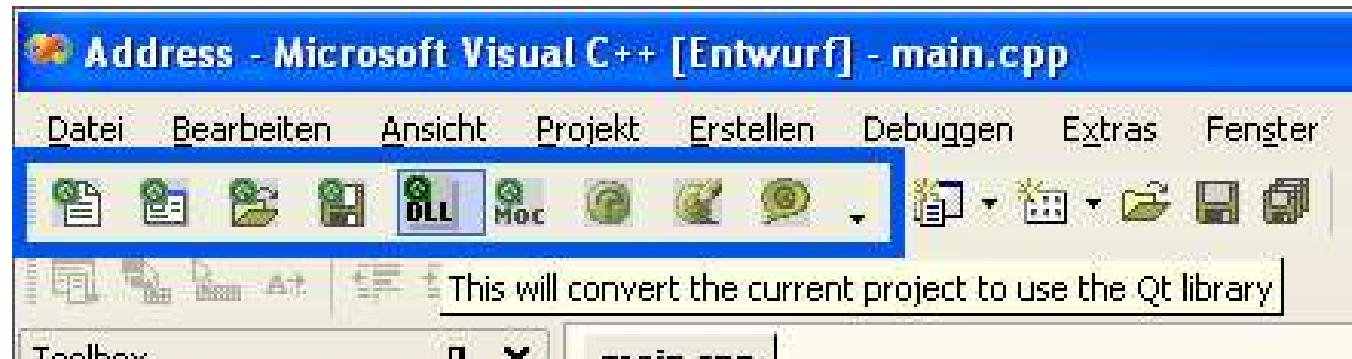 Address - Microsoft Visual C++ [Entwurf] - main.cpp
Datei Bearbeiten Ansicht Projekt Erstellen Debuggen Extras Fenster
DLL MOC
This will convert the current project to use the Qt library
Toolbox main.cpp